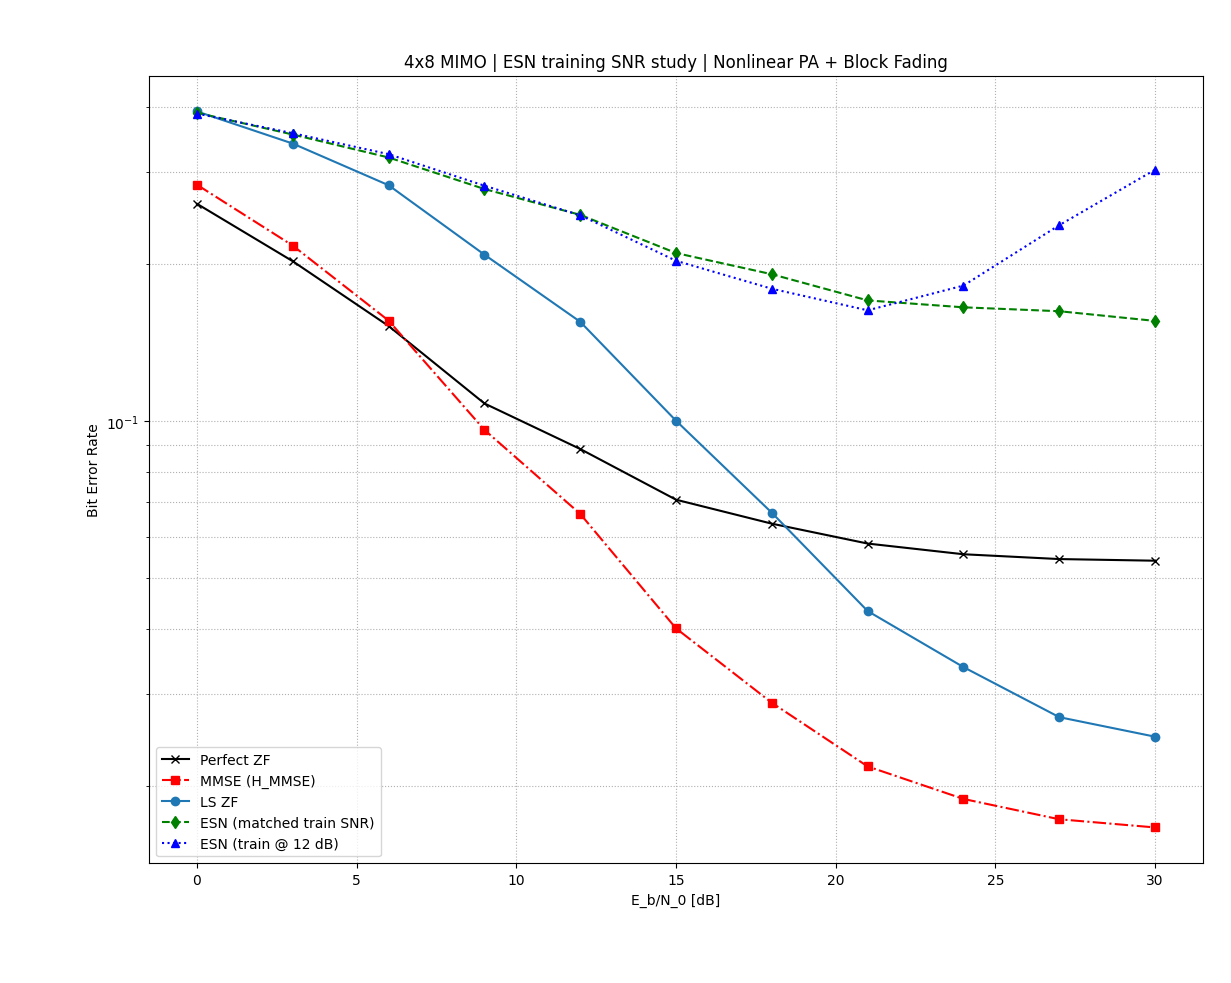 4x8 MIMO | ESN training SNR study | Nonlinear PA + Block Fading
Bit Error Rate
10⁻¹
Perfect ZF
MMSE (H_MMSE)
LS ZF
ESN (matched train SNR)
ESN (train @ 12 dB)
0 5 10 15 20 25 30
E_b/N_0 [dB]